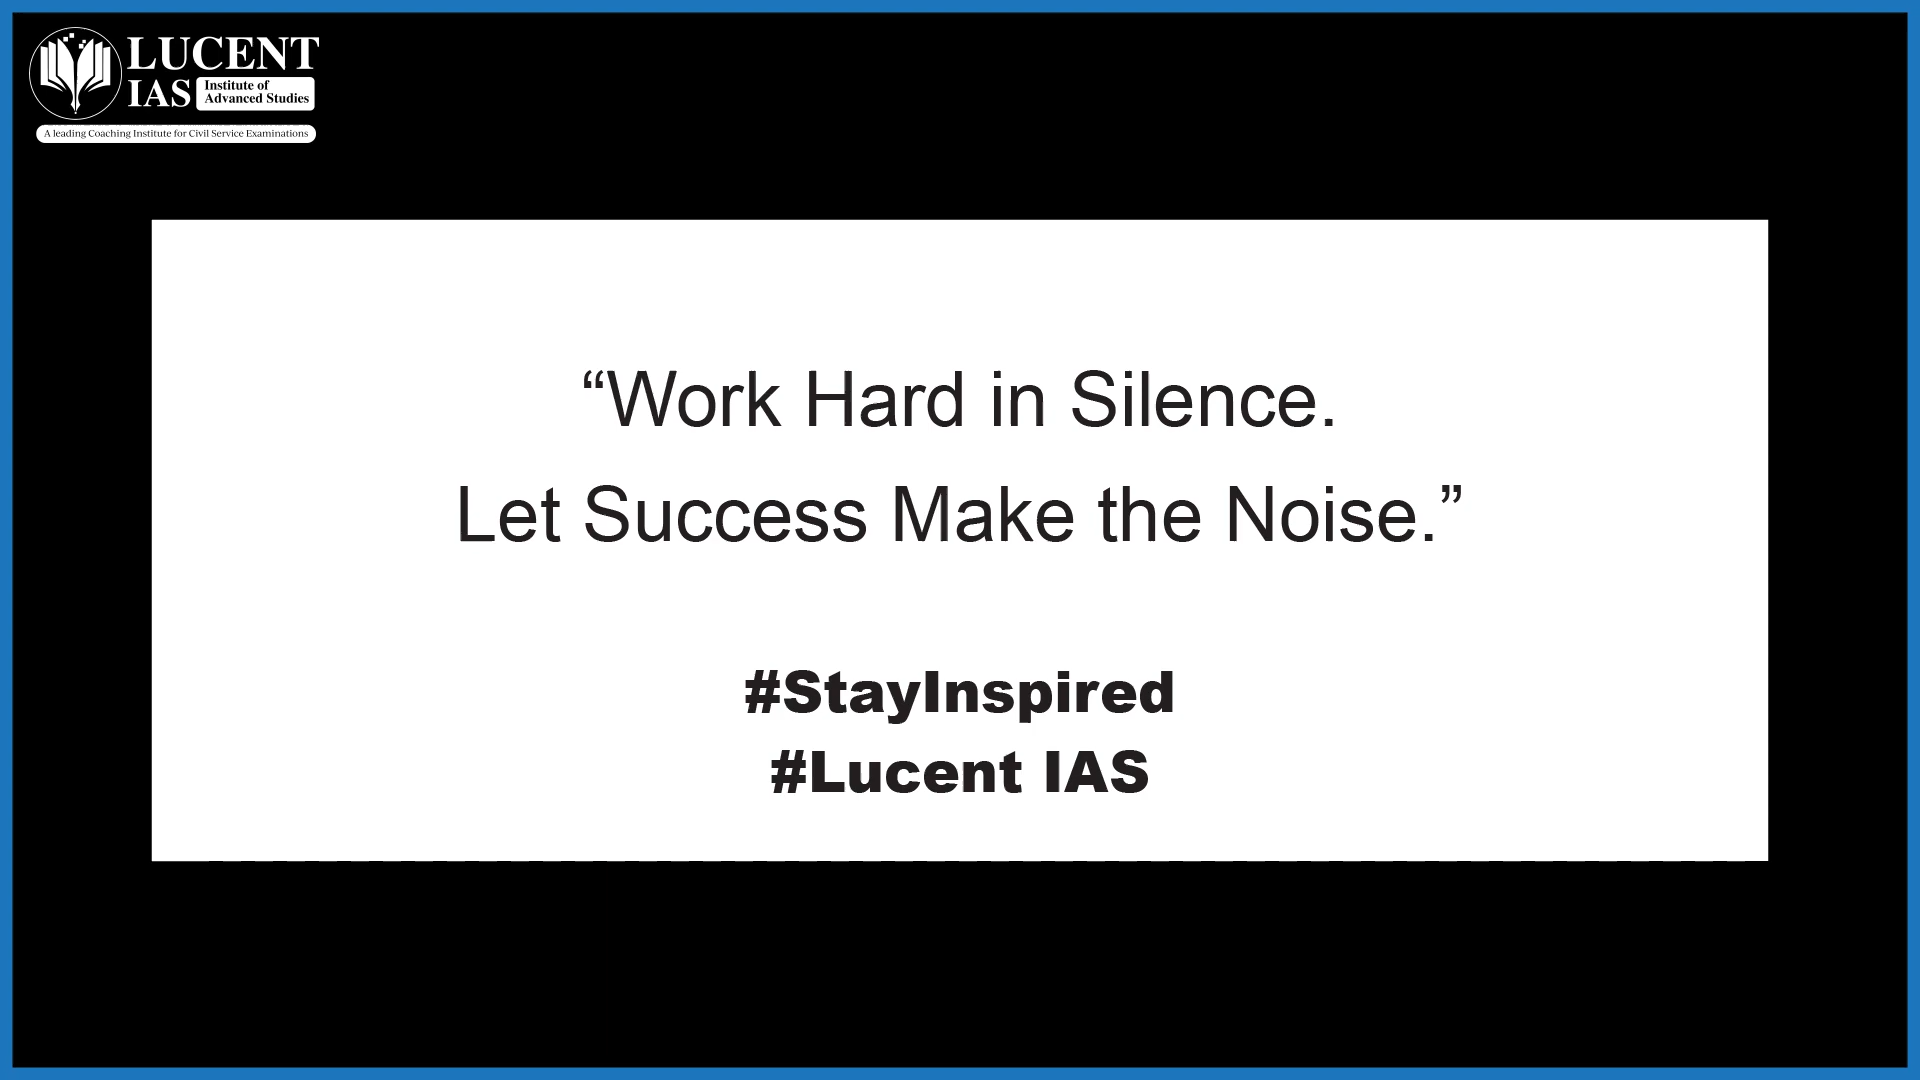 LUCENT
IAS
Institute of
Advanced Studies
A leading Coaching Institute for Civil Service Examinations
“Work Hard in Silence.
Let Success Make the Noise.”
#StayInspired
#Lucent IAS